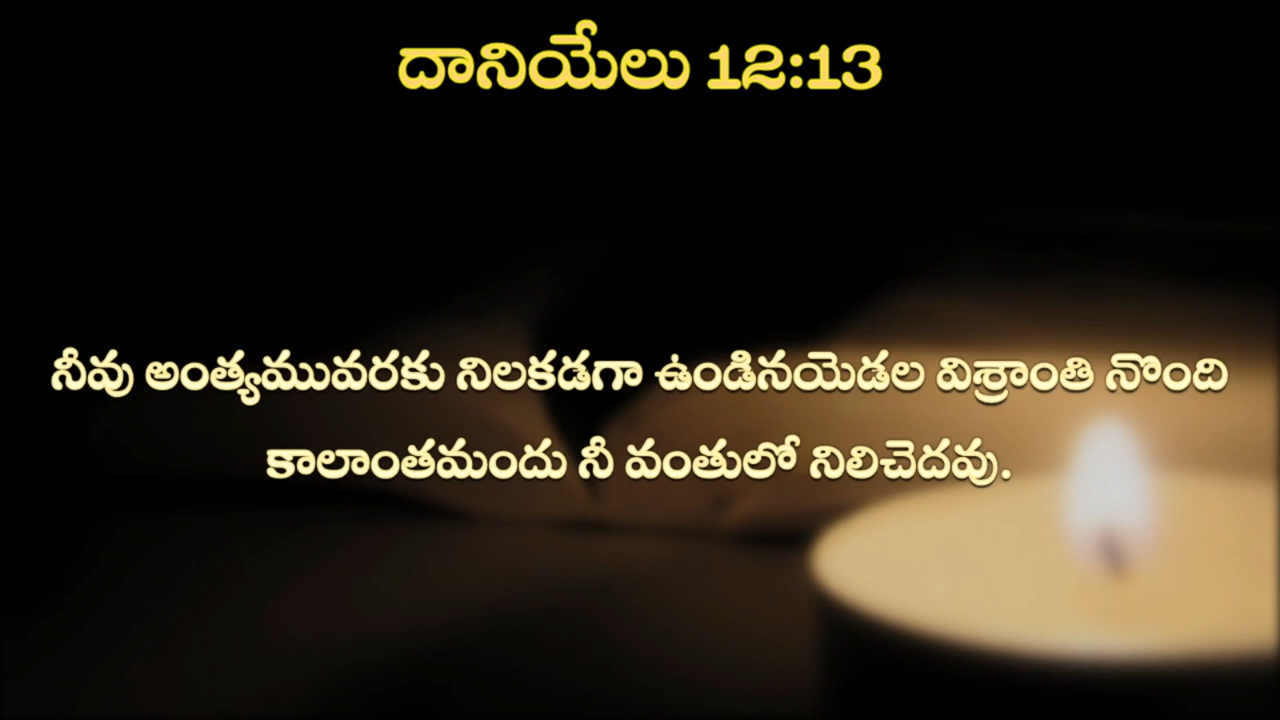 దానియేలు 12:13
నీవు అంత్యమువరకు నిలకడగా ఉండినయెడల విశ్రాంతి నొంది
కాలాంతమందు నీ వంతులో నిలిచెదవు.